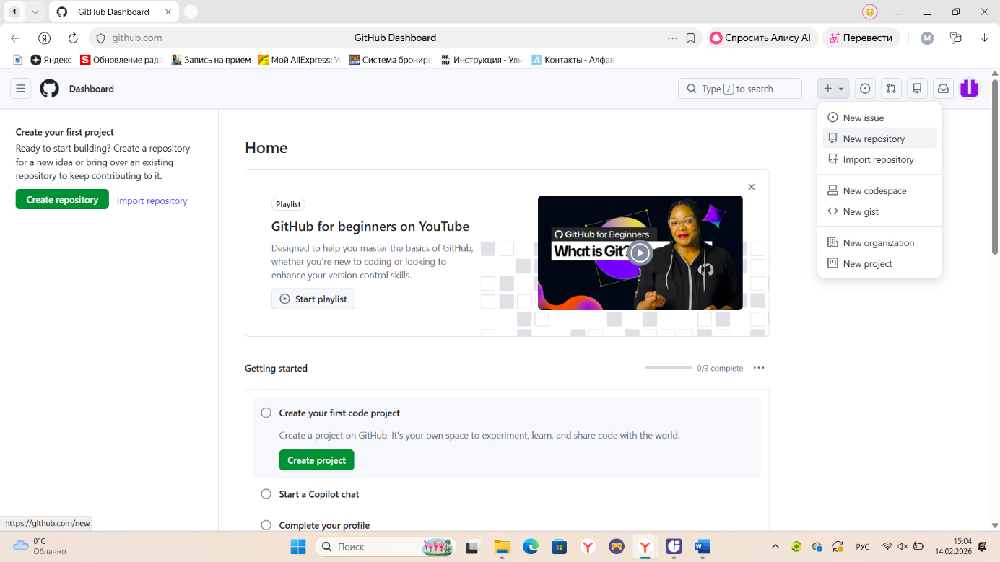 1
GitHub Dashboard
github.com
GitHub Dashboard
Спросить Алису AI
Перевести
M
Яндекс
Обновление рада
Запись на прием
Мой AliExpress: У
Система брониро
Инструкция - Уль
Контакты - Алфав
Dashboard
Type / to search
New issue
New repository
Import repository
New codespace
New gist
New organization
New project
Create your first project
Ready to start building? Create a repository
for a new idea or bring over an existing
repository to keep contributing to it.
Create repository
Import repository
Home
Playlist
GitHub for beginners on YouTube
Designed to help you master the basics of GitHub,
whether you're new to coding or looking to
enhance your version control skills.
Start playlist
GitHub for Beginners
What is Git?
Getting started
0/3 complete
Create your first code project
Create a project on GitHub. It's your own space to experiment, learn, and share code with the world.
Create project
Start a Copilot chat
Complete your profile
https://github.com/new
0°C
Облачно
Поиск
РУС
15:04
14.02.2026